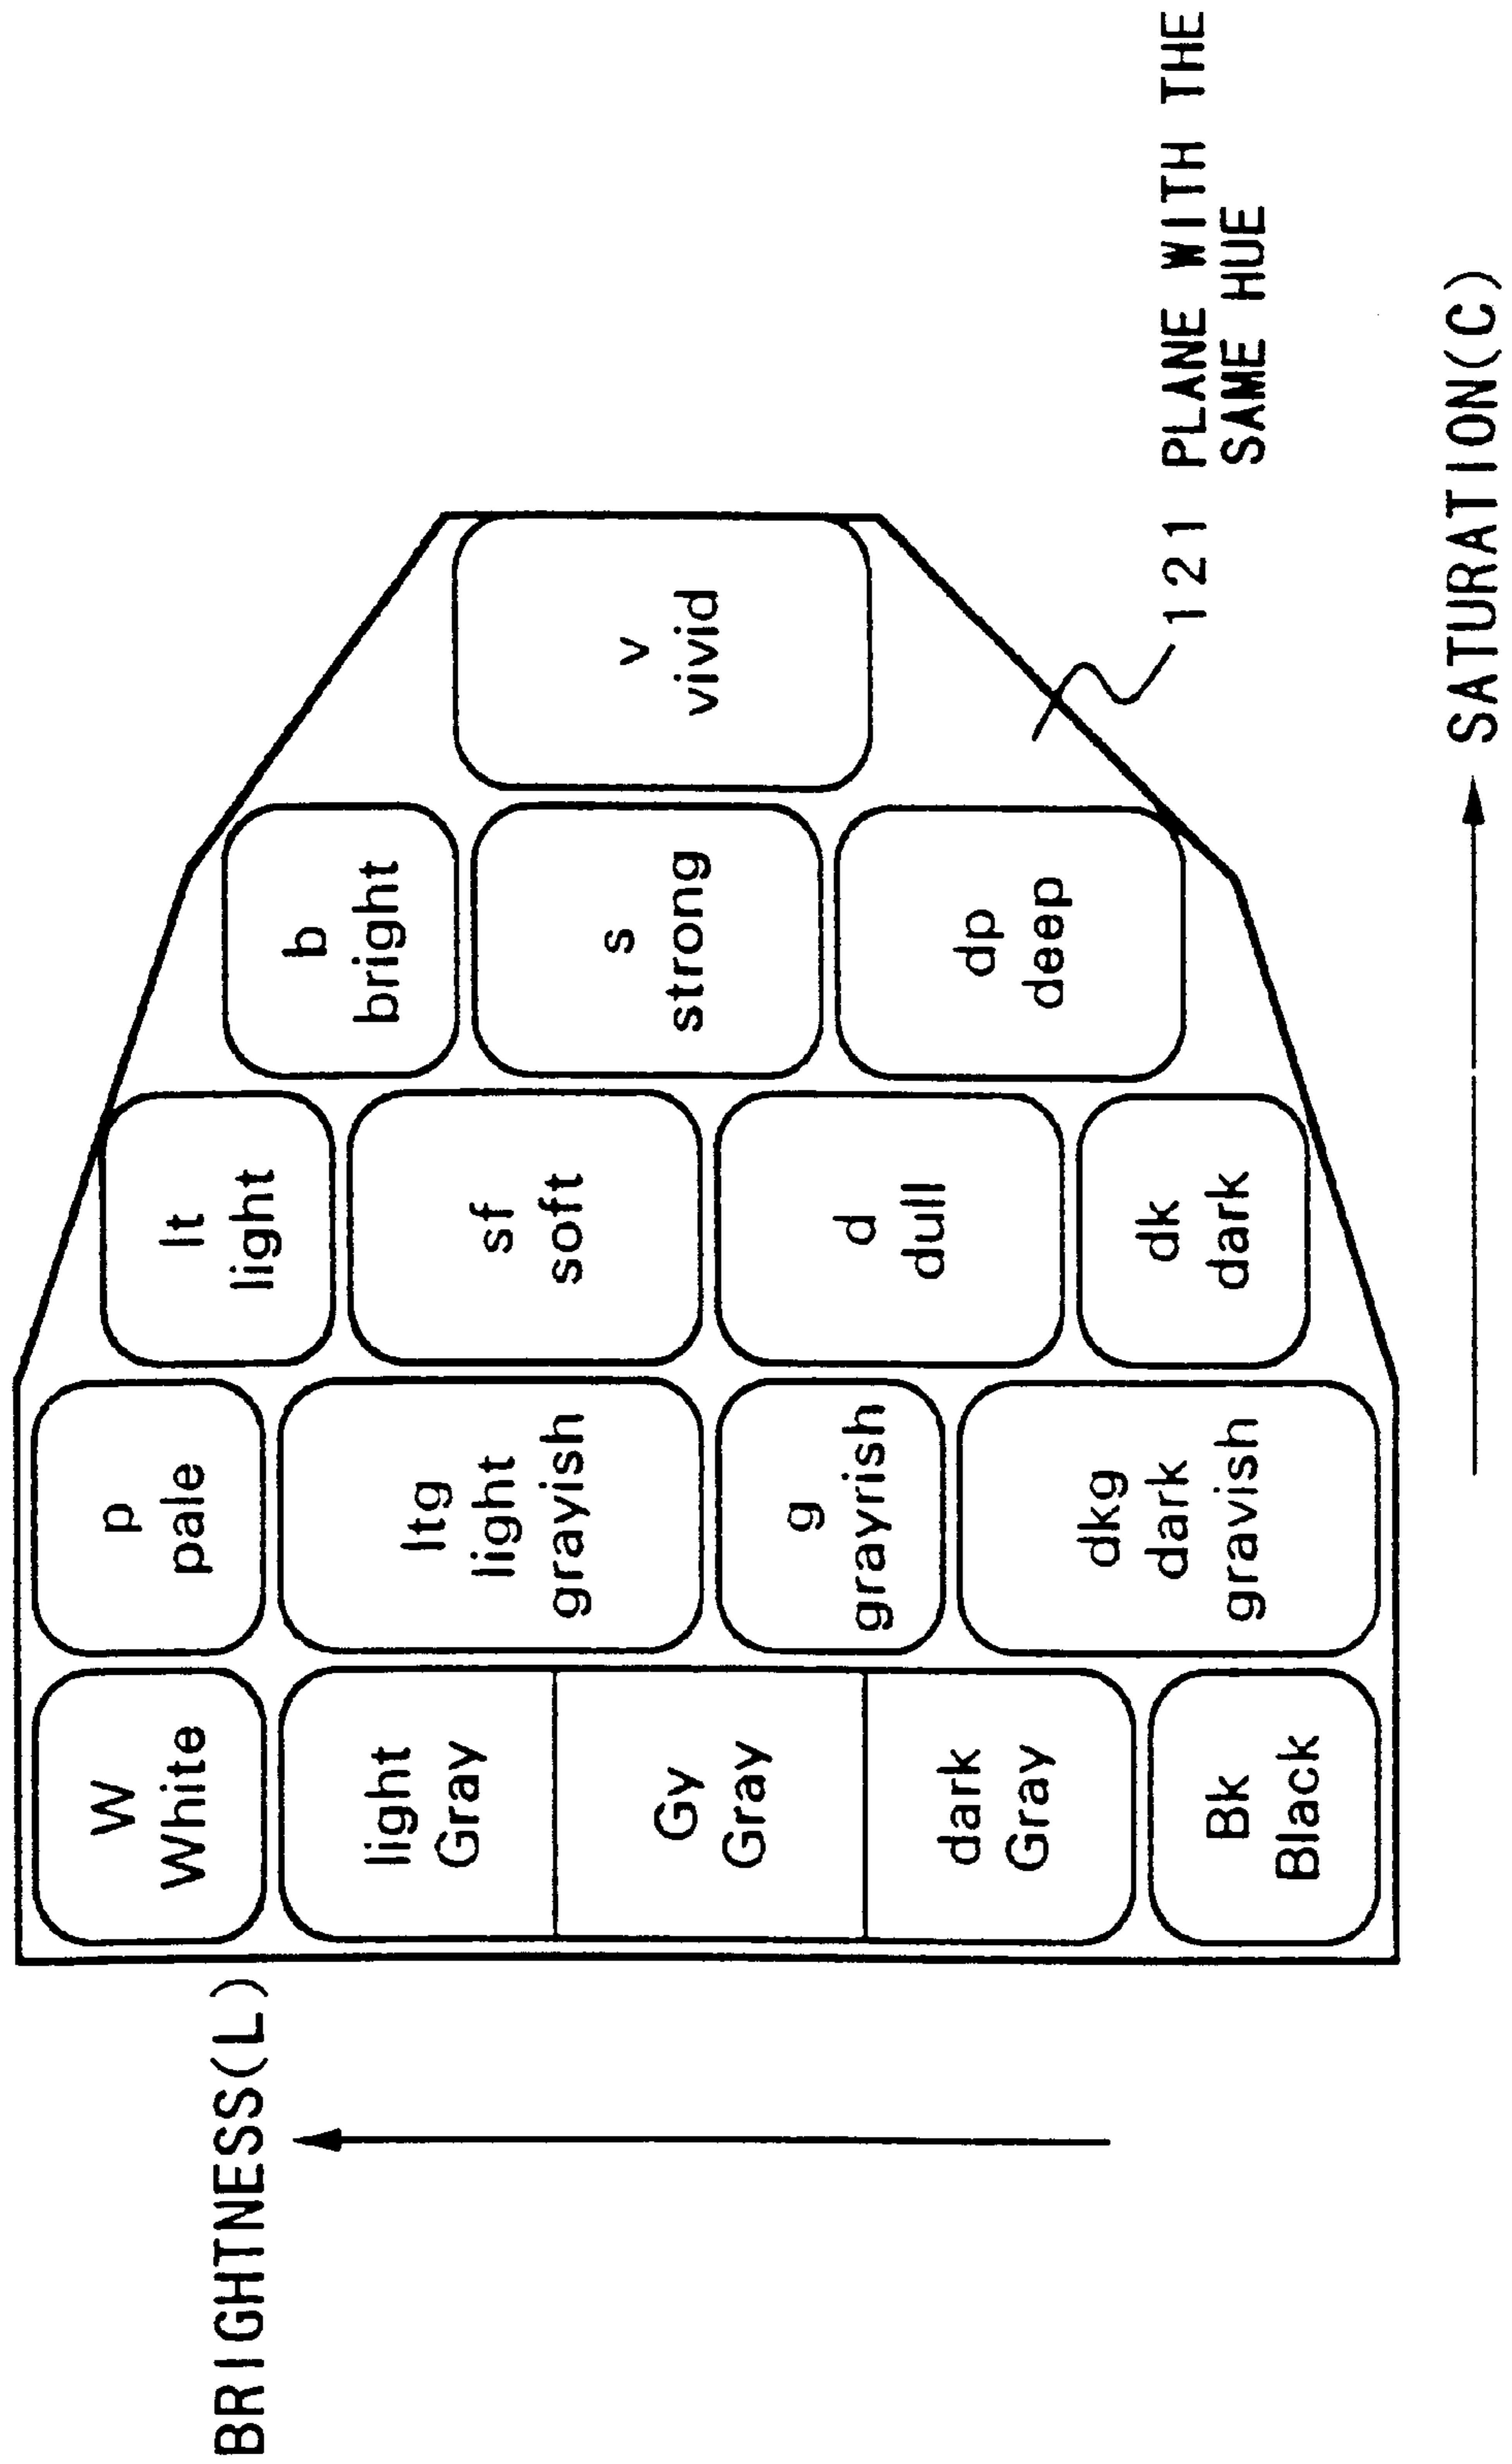 BRIGHTNESS(L)
W
White
light
Gray
Gy
Gray
dark
Gray
Bk
Black
p
pale
ltg
light
grayish
g
grayrish
dkg
dark
gravish
lt
light
sf
soft
d
dull
dk
dark
b
bright
s
strong
dp
deep
v
vivid
121 PLANE WITH THE
SAME HUE
SATURATION(C)